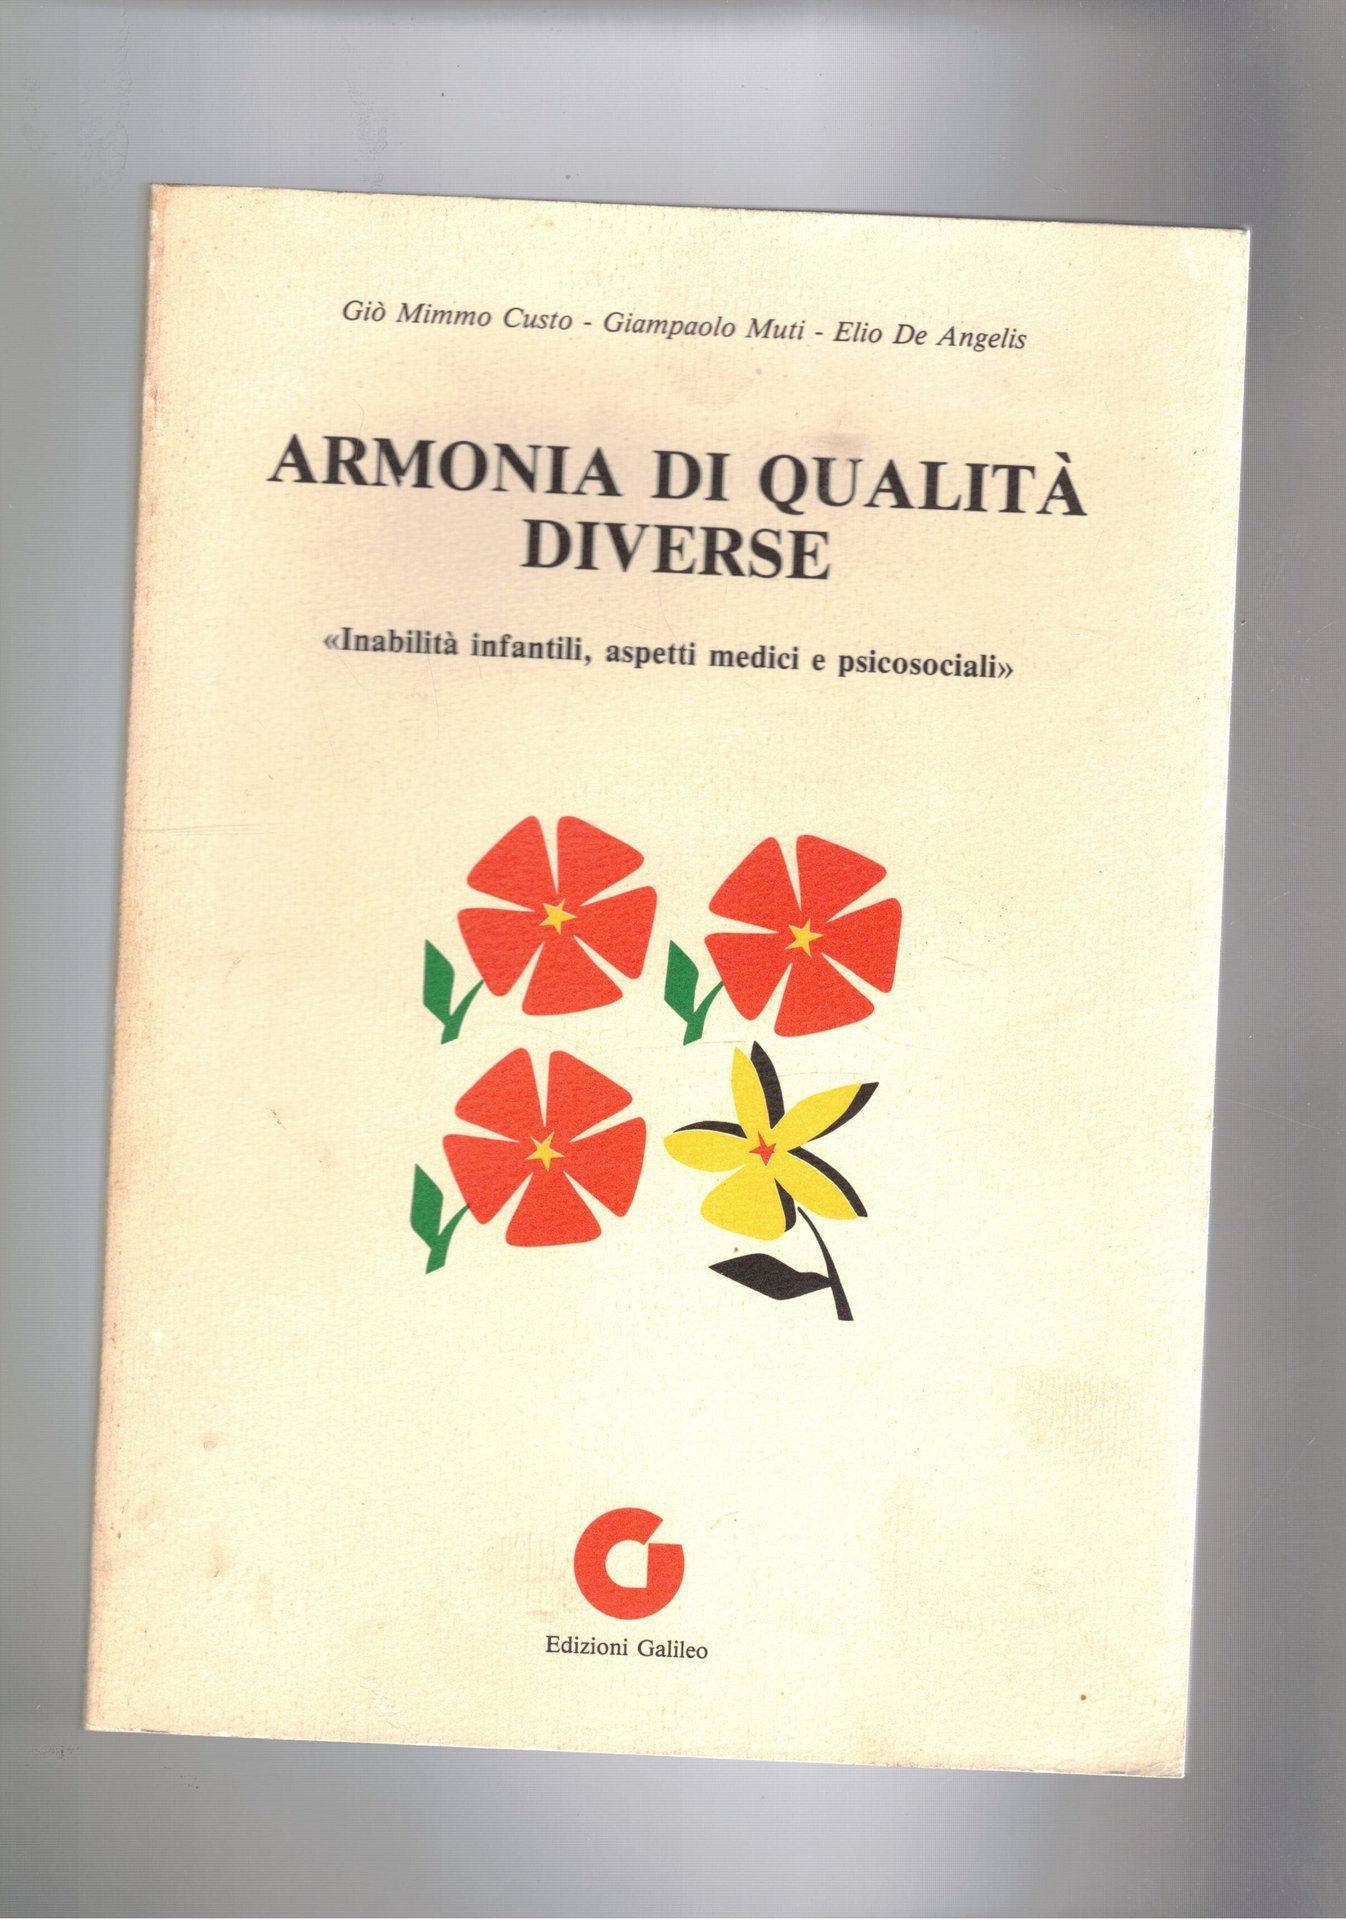 Giò Mimmo Custo - Giampaolo Muti - Elio De Angelis
ARMONIA DI QUALITÀ
DIVERSE
«Inabilità infantili, aspetti medici e psicosociali»
Edizioni Galileo